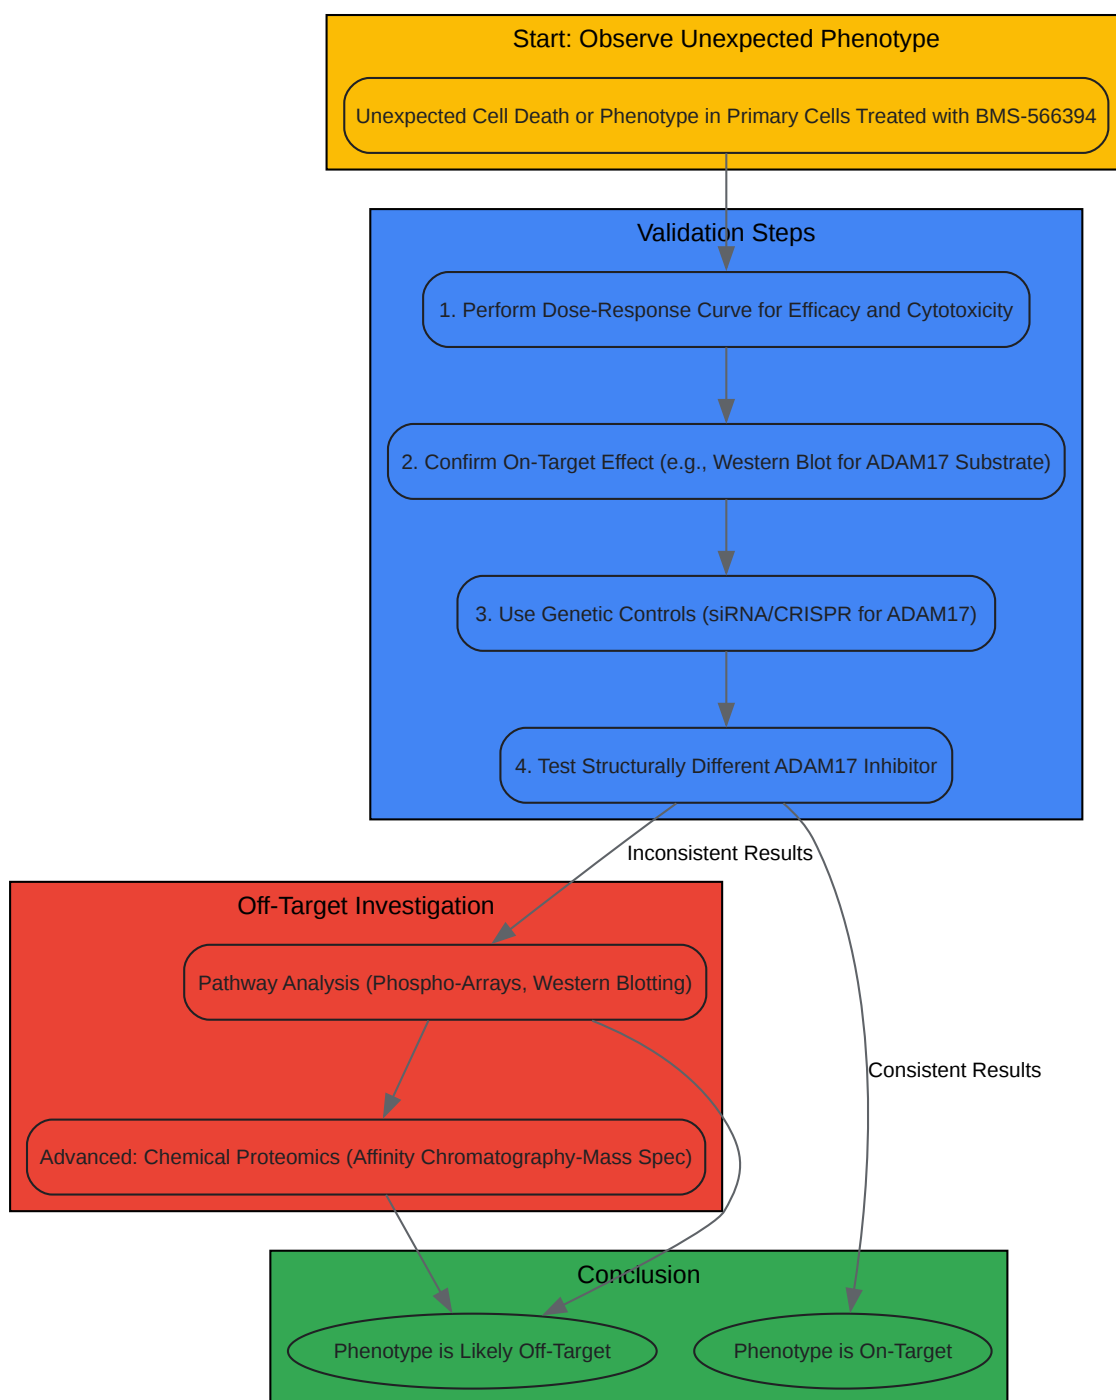 Start: Observe Unexpected Phenotype
Unexpected Cell Death or Phenotype in Primary Cells Treated with BMS-566394
Validation Steps
1. Perform Dose-Response Curve for Efficacy and Cytotoxicity
2. Confirm On-Target Effect (e.g., Western Blot for ADAM17 Substrate)
3. Use Genetic Controls (siRNA/CRISPR for ADAM17)
4. Test Structurally Different ADAM17 Inhibitor
Inconsistent Results
Off-Target Investigation
Pathway Analysis (Phospho-Arrays, Western Blotting)
Consistent Results
Advanced: Chemical Proteomics (Affinity Chromatography-Mass Spec)
Conclusion
Phenotype is Likely Off-Target
Phenotype is On-Target